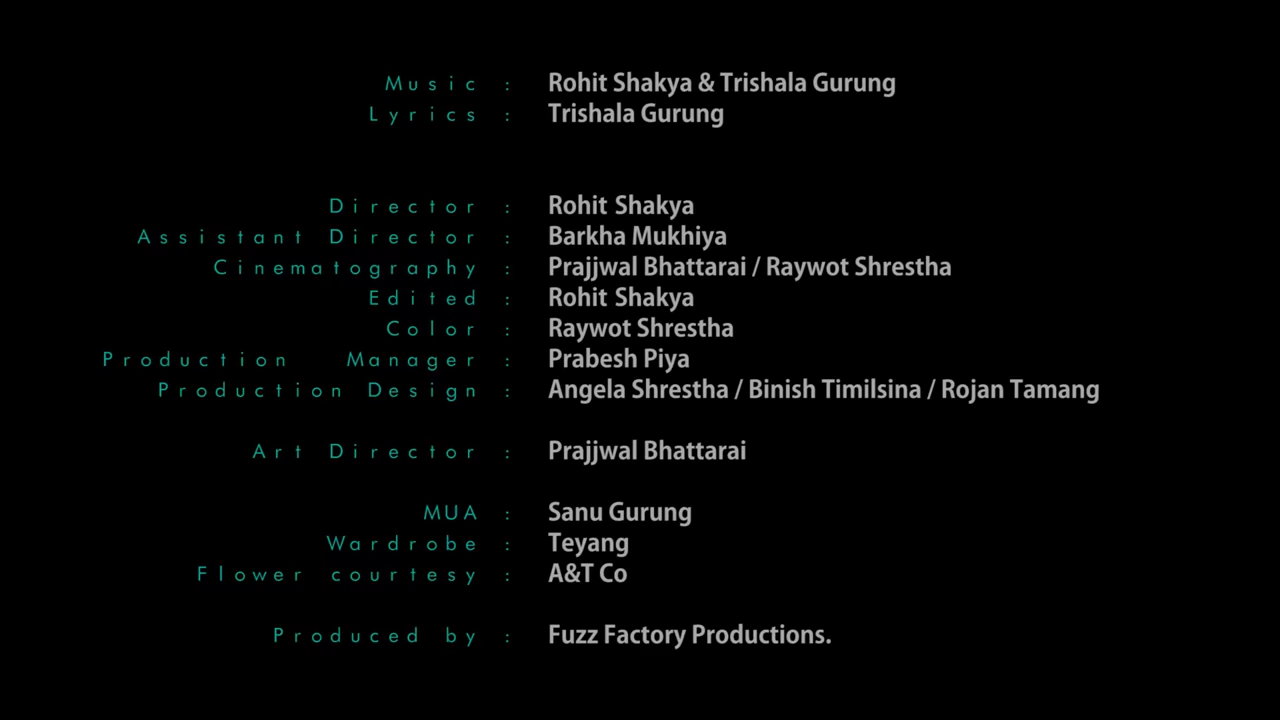 Music : Rohit Shakya & Trishala Gurung
Lyrics : Trishala Gurung
Director : Rohit Shakya
Assistant Director : Barkha Mukhiya
Cinematography : Prajjwal Bhattarai / Raywot Shrestha
Edited : Rohit Shakya
Color : Raywot Shrestha
Production Manager : Prabesh Piya
Production Design : Angela Shrestha / Binish Timilsina / Rojan Tamang
Art Director : Prajjwal Bhattarai
MUA : Sanu Gurung
Wardrobe : Teyang
Flower courtesy : A&T Co
Produced by : Fuzz Factory Productions.